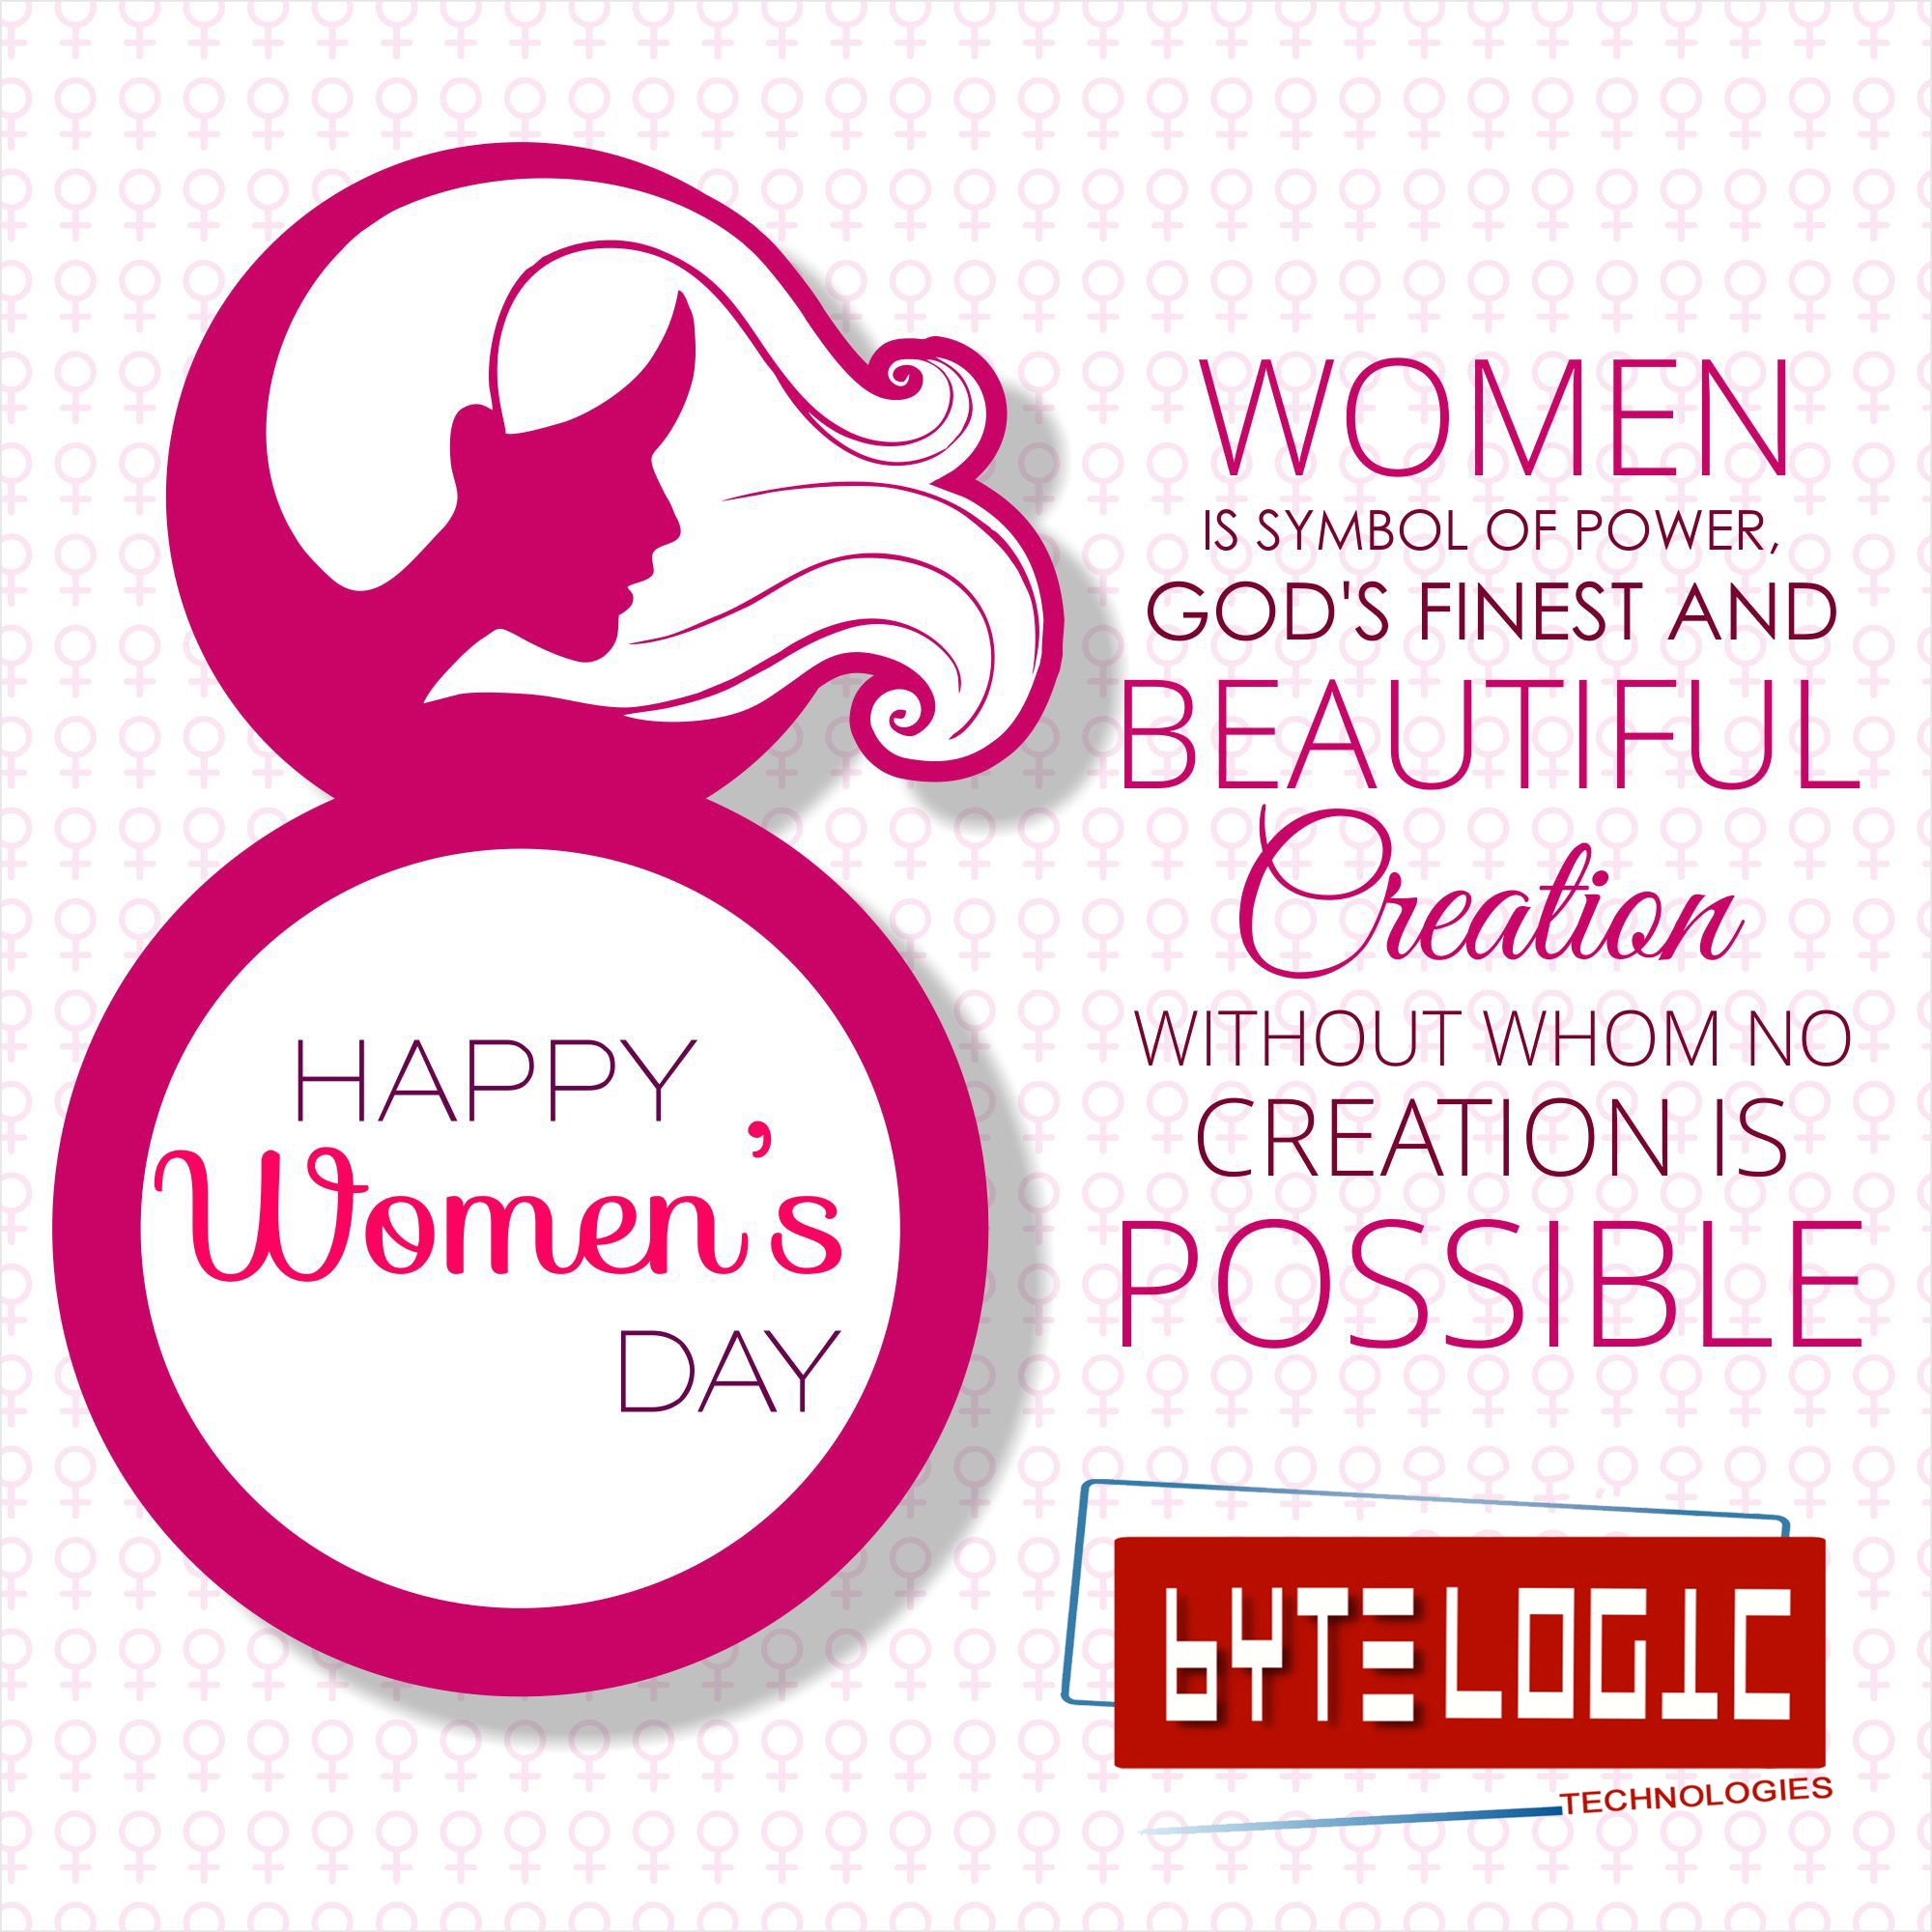 HAPPY
Women's
DAY
WOMEN
IS SYMBOL OF POWER,
GOD'S FINEST AND
BEAUTIFUL
Creation
WITHOUT WHOM NO
CREATION IS
POSSIBLE
bYTELOGIC
TECHNOLOGIES